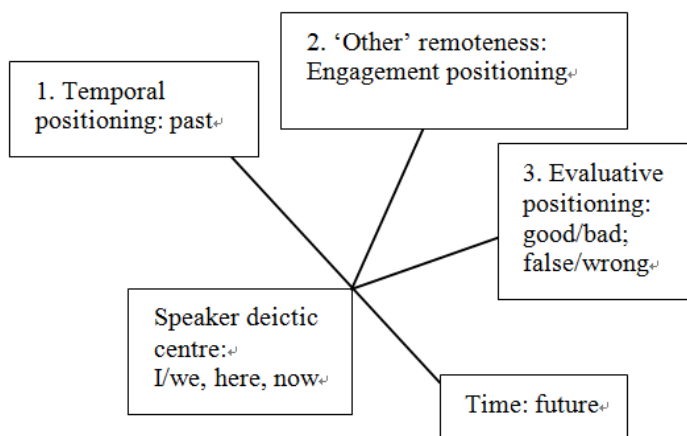 1. Temporal
positioning: past
2. ‘Other’ remoteness:
Engagement positioning
3. Evaluative
positioning:
good/bad;
false/wrong
Speaker deictic
centre:
I/we, here, now
Time: future